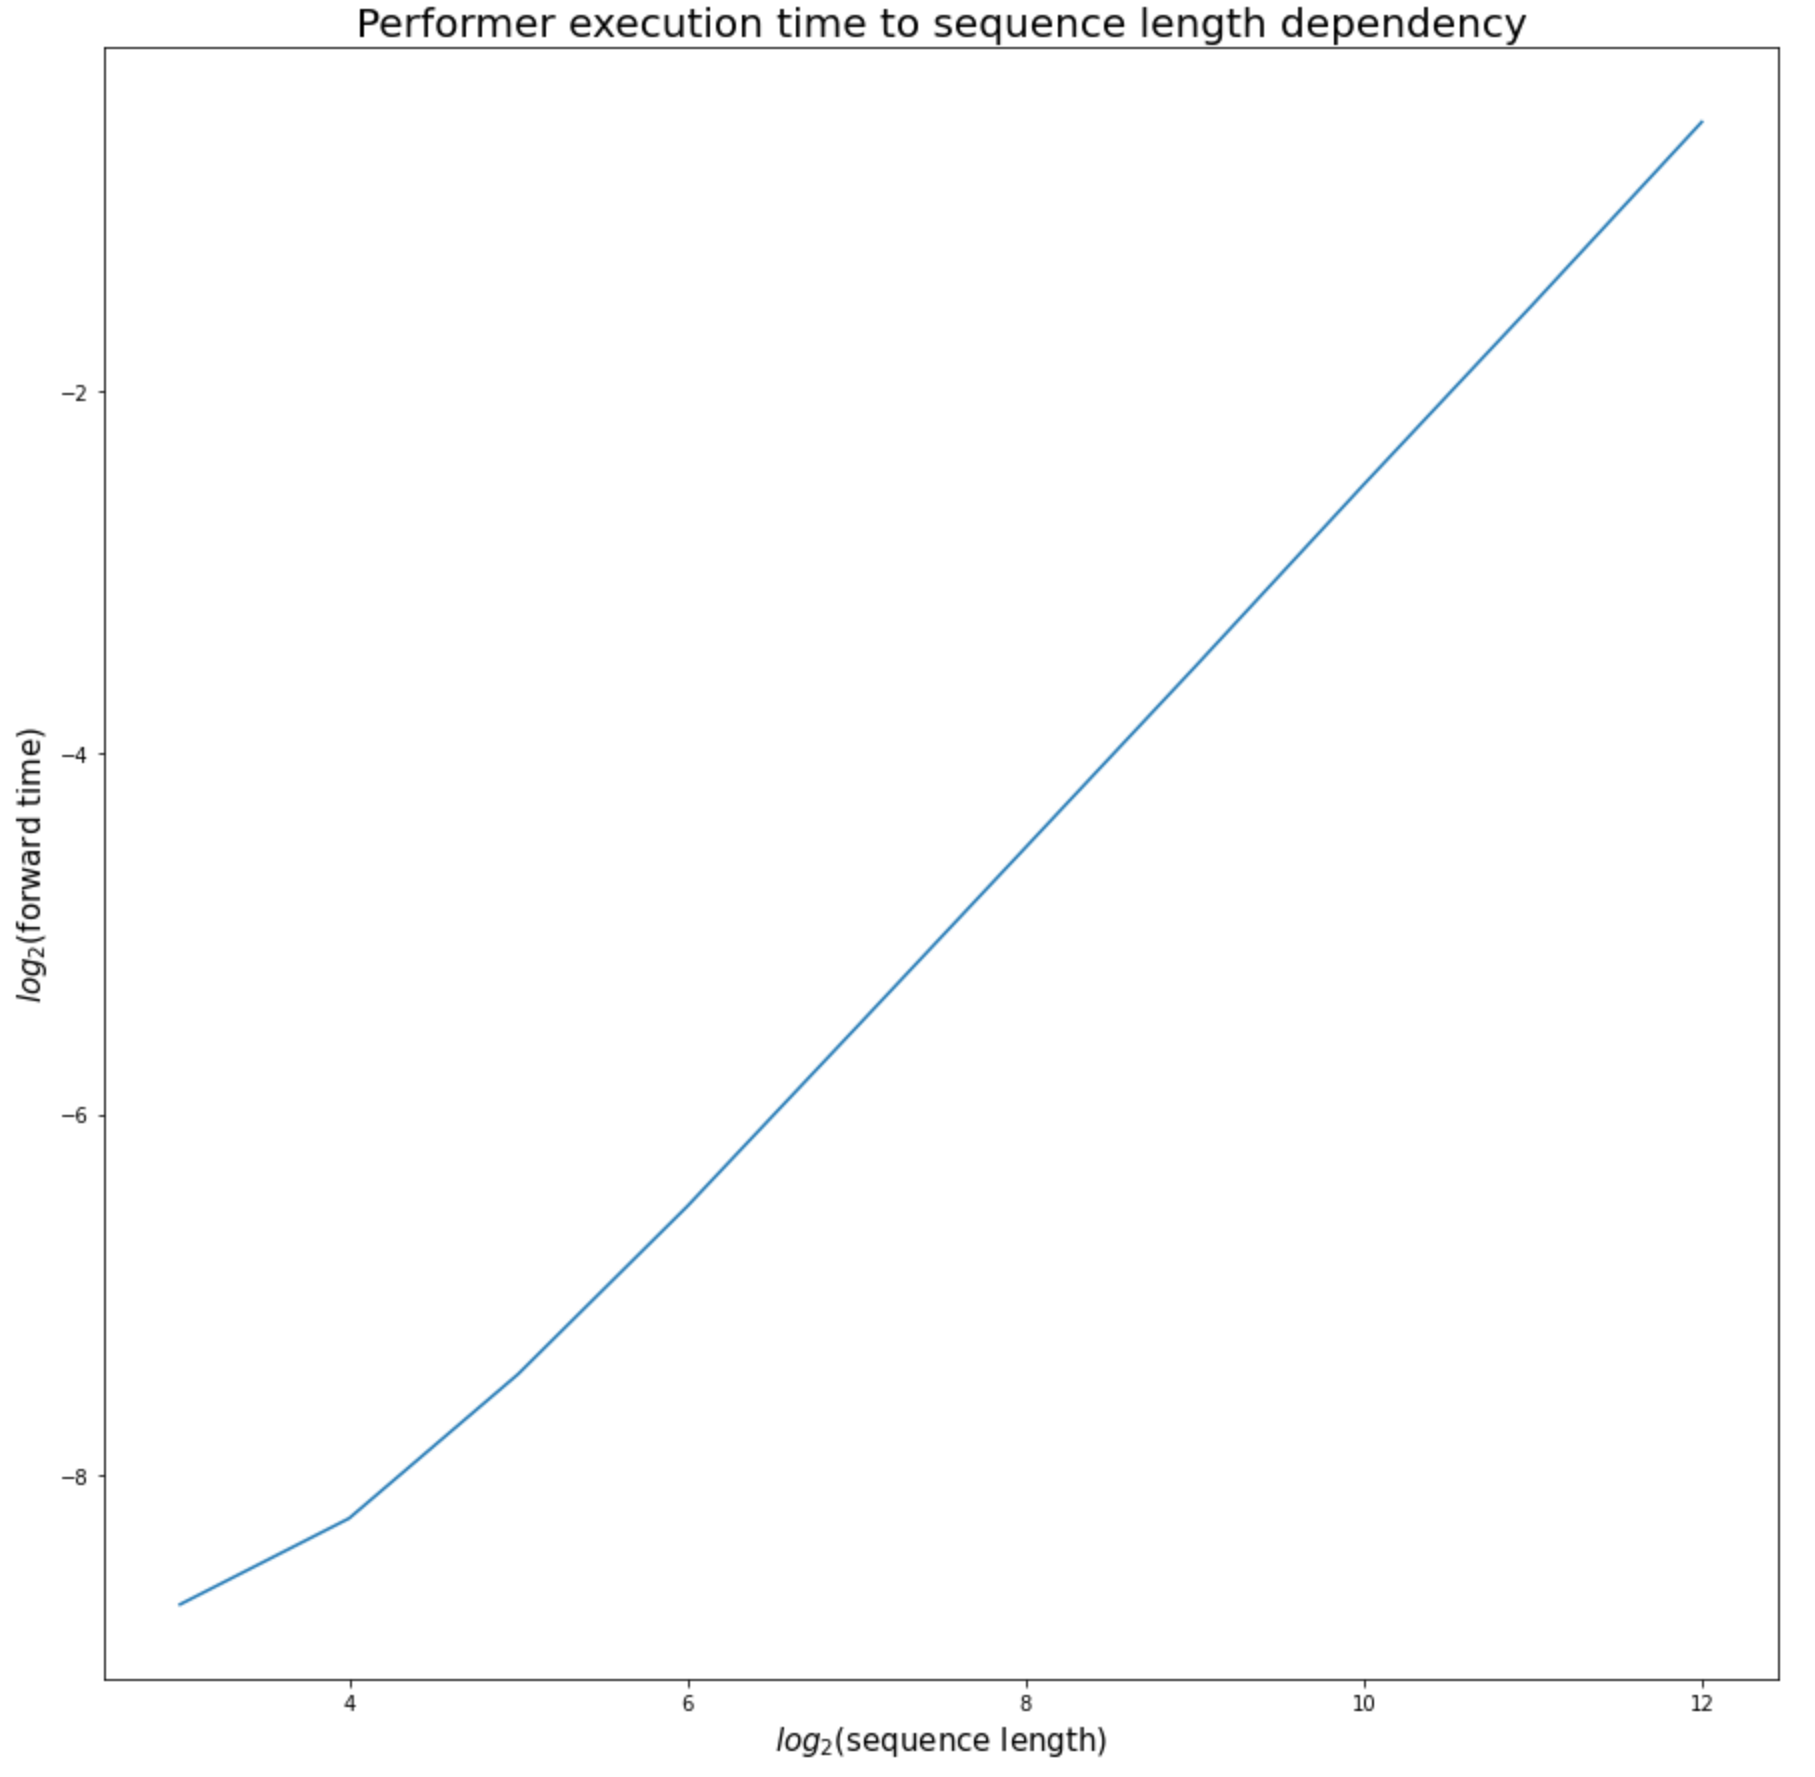 Performer execution time to sequence length dependency
−2
−4
−6
−8
log₂(forward time)
4 6 8 10 12
log₂(sequence length)